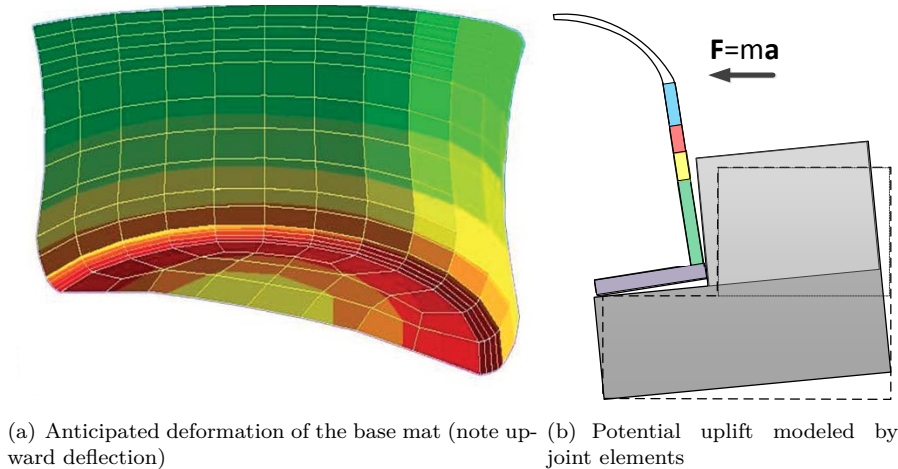 F=ma
(a) Anticipated deformation of the base mat (note up-
ward deflection)
(b) Potential uplift modeled by
joint elements